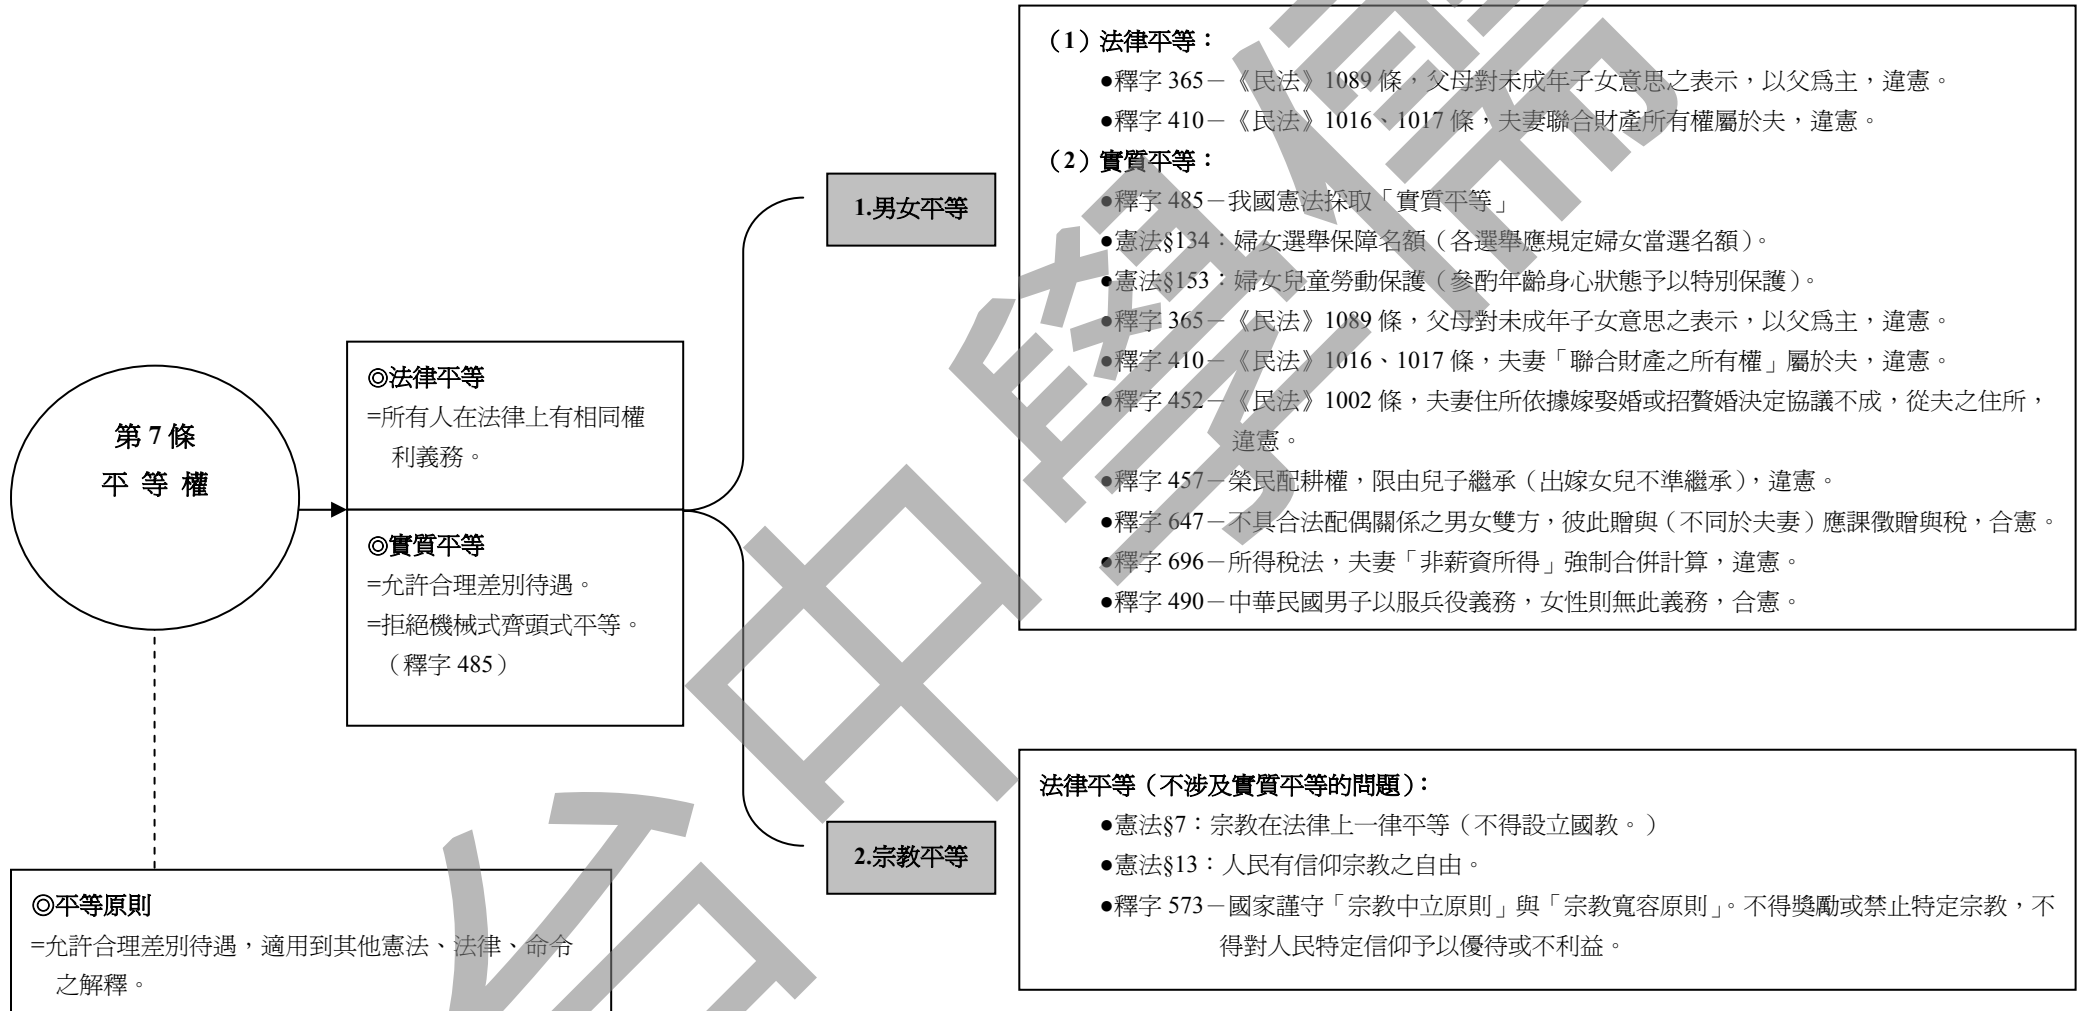 第 7 條
平 等 權
◎法律平等
=所有人在法律上有相同權
利義務。
◎實質平等
=允許合理差別待遇。
=拒絕機械式齊頭式平等。
（釋字 485）
◎平等原則
=允許合理差別待遇，適用到其他憲法、法律、命令
之解釋。
1.男女平等
（1）法律平等：
●釋字 365－《民法》1089 條，父母對未成年子女意思之表示，以父爲主，違憲。
●釋字 410－《民法》1016、1017 條，夫妻聯合財產所有權屬於夫，違憲。
（2）實質平等：
●釋字 485－我國憲法採取「實質平等」
●憲法§134：婦女選舉保障名額（各選舉應規定婦女當選名額）。
●憲法§153：婦女兒童勞動保護（參酌年齡身心狀態予以特別保護）。
●釋字 365－《民法》1089 條，父母對未成年子女意思之表示，以父爲主，違憲。
●釋字 410－《民法》1016、1017 條，夫妻「聯合財產之所有權」屬於夫，違憲。
●釋字 452－《民法》1002 條，夫妻住所依據嫁娶婚或招贅婚決定協議不成，從夫之住所，
違憲。
●釋字 457－榮民配耕權，限由兒子繼承（出嫁女兒不準繼承），違憲。
●釋字 647－不具合法配偶關係之男女雙方，彼此贈與（不同於夫妻）應課徵贈與稅，合憲。
●釋字 696－所得稅法，夫妻「非薪資所得」強制合併計算，違憲。
●釋字 490－中華民國男子以服兵役義務，女性則無此義務，合憲。
2.宗教平等
法律平等（不涉及實質平等的問題）：
●憲法§7：宗教在法律上一律平等（不得設立國教。）
●憲法§13：人民有信仰宗教之自由。
●釋字 573－國家謹守「宗教中立原則」與「宗教寬容原則」。不得獎勵或禁止特定宗教，不
得對人民特定信仰予以優待或不利益。